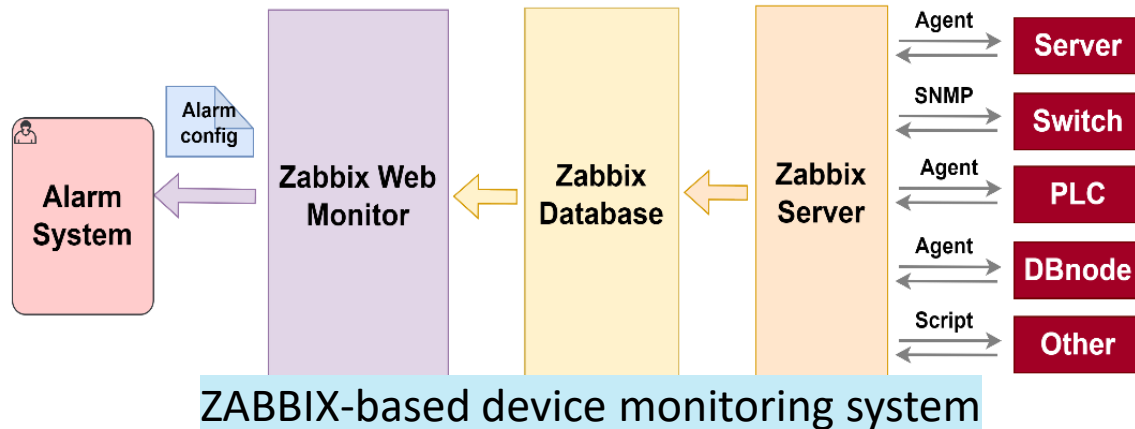 Alarm
System
Alarm
config
Zabbix Web
Monitor
Zabbix
Database
Zabbix
Server
Agent
Server
SNMP
Switch
Agent
PLC
Agent
DBnode
Script
Other
ZABBIX-based device monitoring system